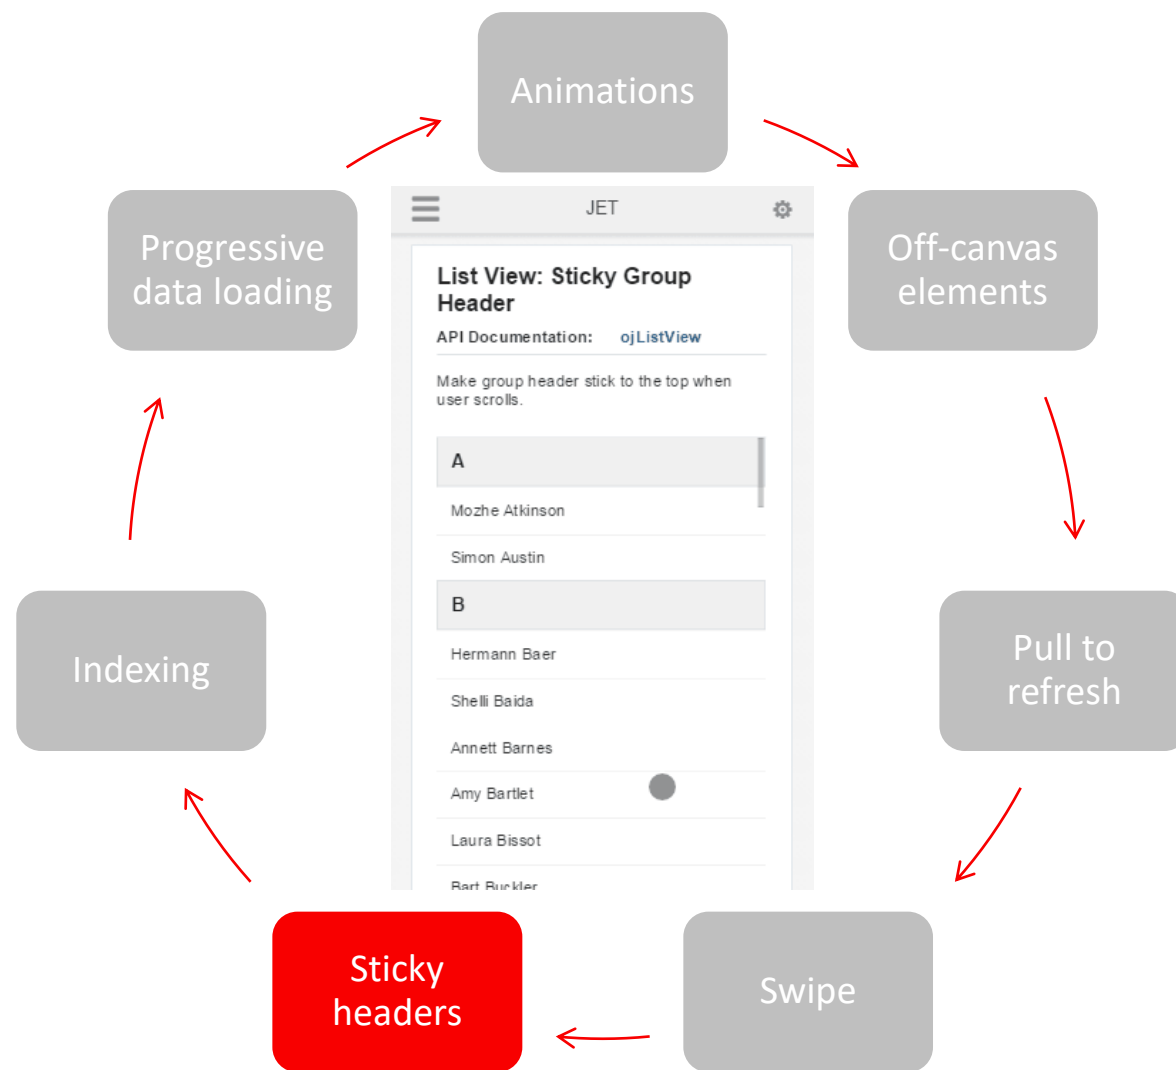 Animations
Progressive
data loading
Off-canvas
elements
JET
List View: Sticky Group
Header
API Documentation: ojListView
Make group header stick to the top when
user scrolls.
A
Mozhe Atkinson
Simon Austin
B
Hermann Baer
Shelli Baida
Annett Barnes
Amy Bartlet
Laura Bissot
Bart Buckler
Indexing
Pull to
refresh
Sticky
headers
Swipe